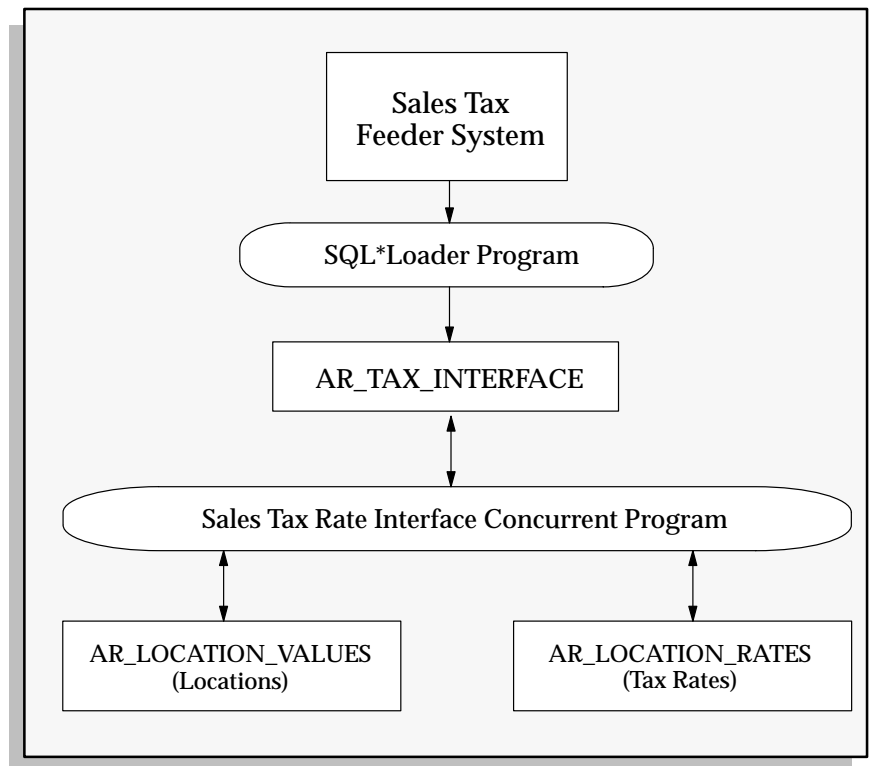 Sales Tax
Feeder System
SQL*Loader Program
AR_TAX_INTERFACE
Sales Tax Rate Interface Concurrent Program
AR_LOCATION_VALUES
(Locations)
AR_LOCATION_RATES
(Tax Rates)